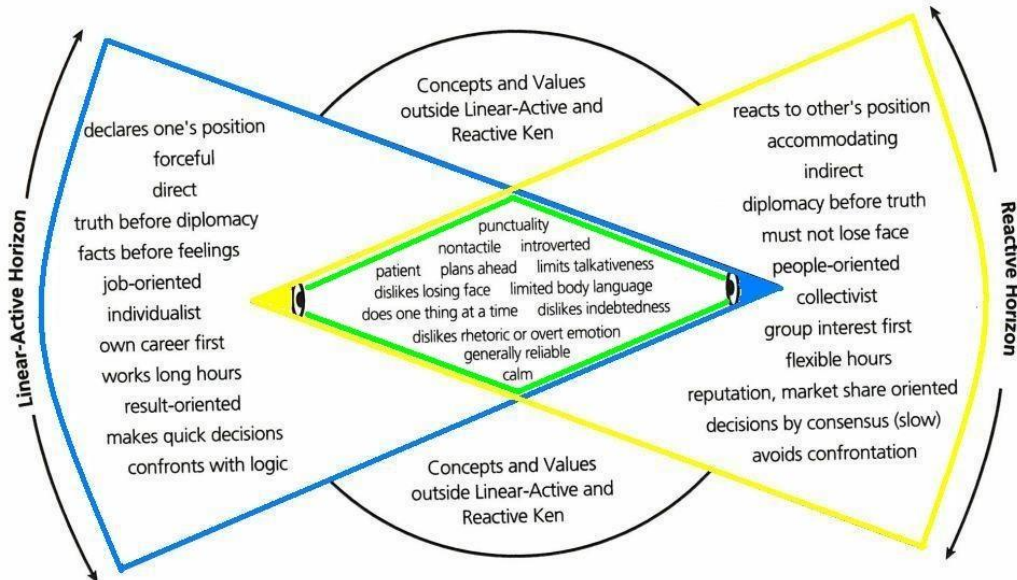 Concepts and Values
outside Linear-Active and
Reactive Ken
Linear-Active Horizon
declares one's position
forceful
direct
truth before diplomacy
facts before feelings
job-oriented
individualist
own career first
works long hours
result-oriented
makes quick decisions
confronts with logic
punctuality
nontactile introverted
patient plans ahead limits talkativeness
dislikes losing face limited body language
does one thing at a time dislikes indebtedness
dislikes rhetoric or overt emotion
generally reliable
calm
reacts to other's position
accommodating
indirect
diplomacy before truth
must not lose face
people-oriented
collectivist
group interest first
flexible hours
reputation, market share oriented
decisions by consensus (slow)
avoids confrontation
Reactive Horizon
Concepts and Values
outside Linear-Active and
Reactive Ken